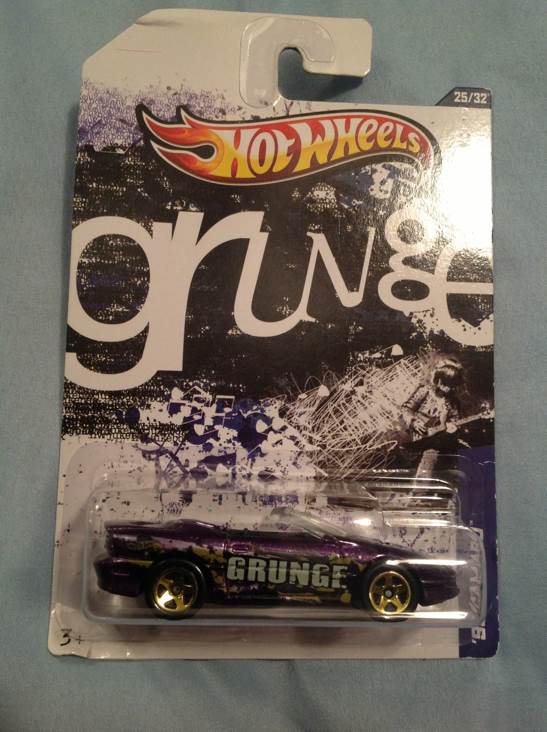 25/32
HOT WHEELS
grunge
GRUNGE
3+